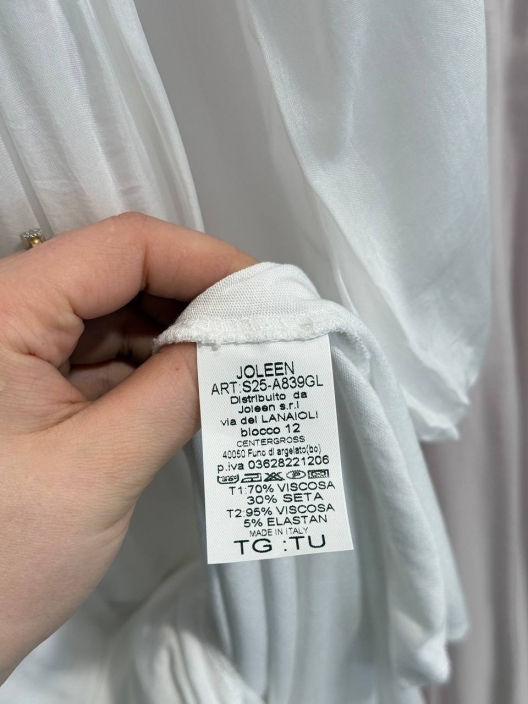 JOLEEN
ART:S25-A839GL
Distribuito da
Joleen s.r.l
via dei LANAIOLI
blocco 12
CENTERGROSS
40050 Funo di argelato(bo)
p.iva 03628221206
T1:70% VISCOSA
30% SETA
T2:95% VISCOSA
5% ELASTAN
MADE IN ITALY
TG :TU